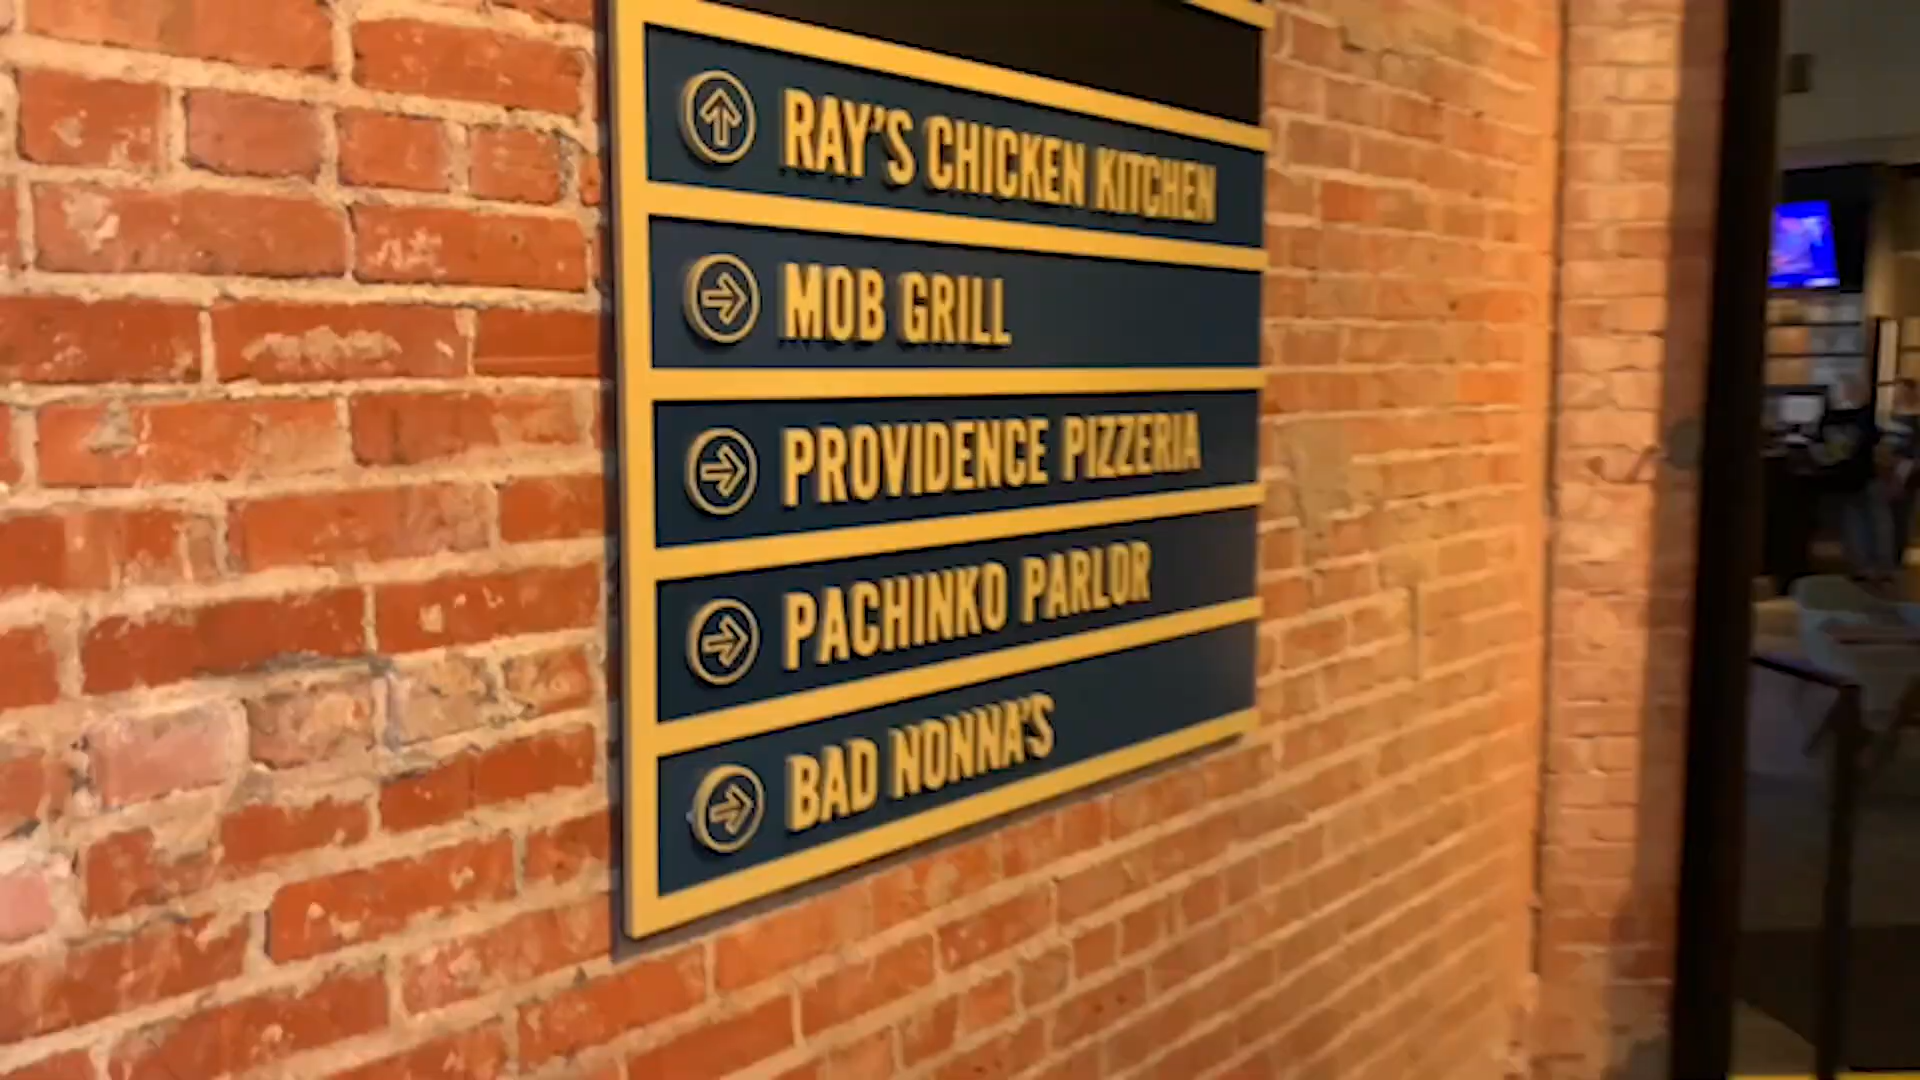 RAY'S CHICKEN KITCHEN
MOB GRILL
PROVIDENCE PIZZERIA
PACHINKO PARLOR
BAD NONNA'S